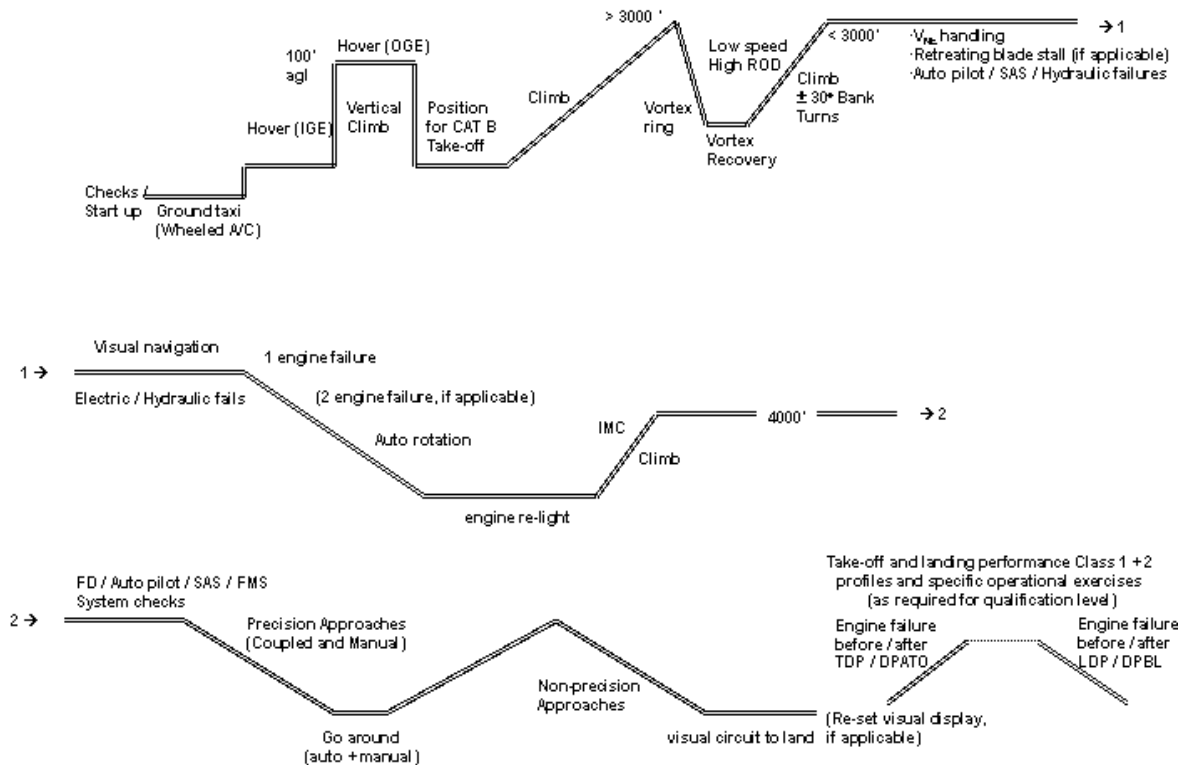 > 3000 '
→ 1
Hover (OGE)
100'
agl
Low speed
High ROD
< 3000'
·VNE handling
·Retreating blade stall (if applicable)
·Auto pilot / SAS / Hydraulic failures
Climb
Climb
± 30° Bank
Turns
Vertical
Climb
Position
for CAT B
Take-off
Vortex
ring
Hover (IGE)
Vortex
Recovery
Checks /
Start up
Ground taxi
(Wheeled A/C)
Visual navigation
1 engine failure
1 →
Electric / Hydraulic fails
(2 engine failure, if applicable)
Auto rotation
IMC
Climb
4000'
→ 2
engine re-light
FD / Auto pilot / SAS / FMS
System checks
2 →
Precision Approaches
(Coupled and Manual)
Go around
(auto + manual)
Non-precision
Approaches
visual circuit to land
(Re-set visual display,
if applicable)
Take-off and landing performance Class 1 + 2
profiles and specific operational exercises
(as required for qualification level)
Engine failure
before / after
TDP / DPATO
Engine failure
before / after
LDP / DPBL